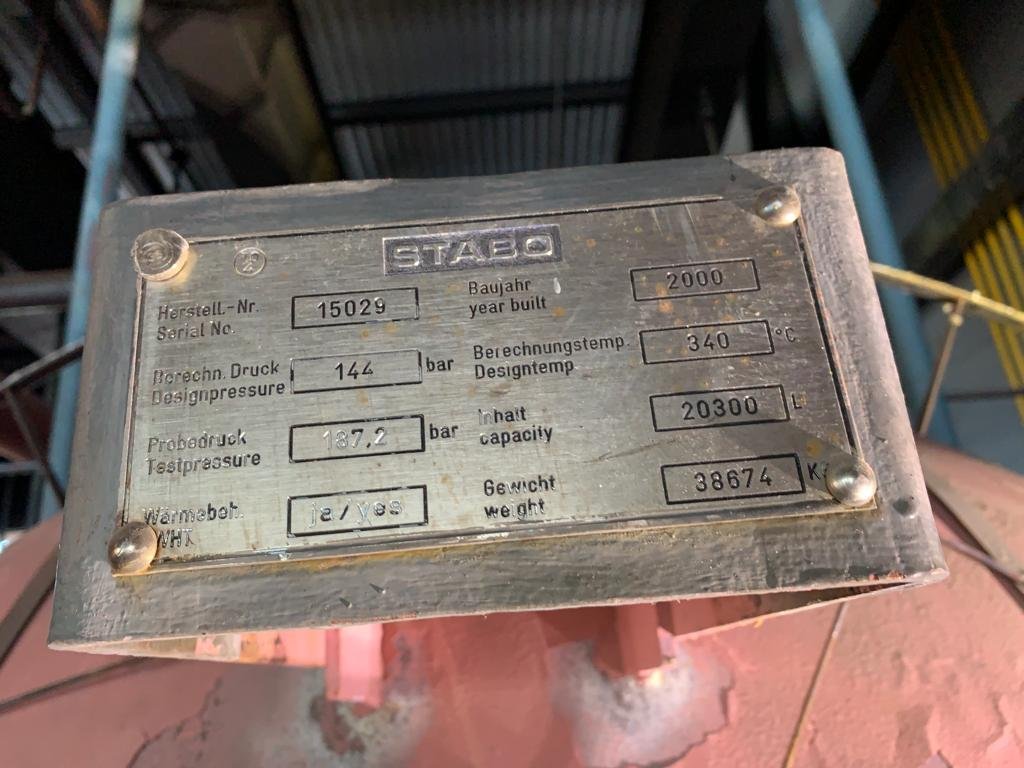 STABO
Herstell.-Nr. 15029 Baujahr 2000
Serial No. year built
Berechn. Druck 144 bar Berechnungstemp. 340 °C
Designpressure Designtemp.
Probedruck 187,2 bar Inhalt 20300 L
Testpressure capacity
Wärmebeh. ja/yes Gewicht 38674
WHT weight